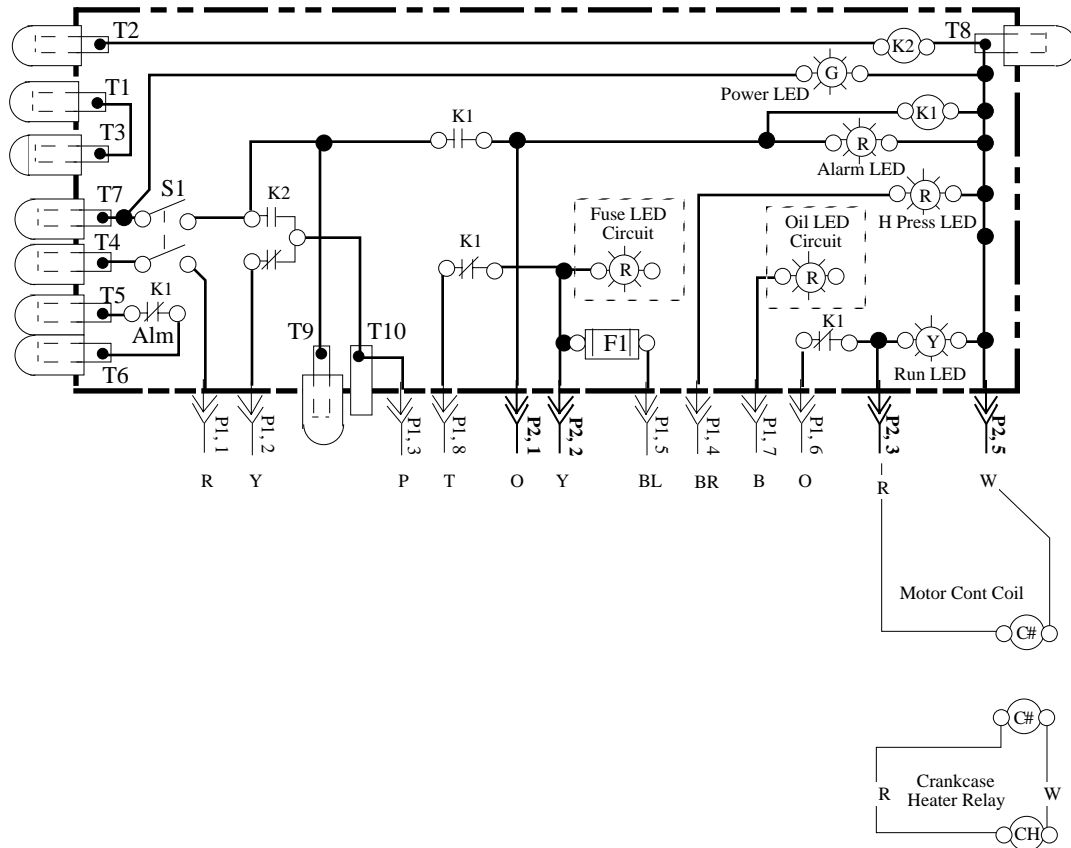 T2
K2
T8
G
Power LED
T1
K1
K1
T3
R
Alarm LED
T7
S1
K2
R
H Press LED
Fuse LED
Circuit
Oil LED
Circuit
T4
K1
R
R
T5
K1
Alm
T6
T9
T10
F1
K1
Y
Run LED
P1, 1
P1, 2
P1, 3
P1, 8
P2, 1
P2, 2
P1, 5
P1, 4
P1, 7
P1, 6
P2, 3
P2, 5
R
Y
P
T
O
Y
BL
BR
B
O
R
W
Motor Cont Coil
C#
C#
R
Crankcase
Heater Relay
W
CH